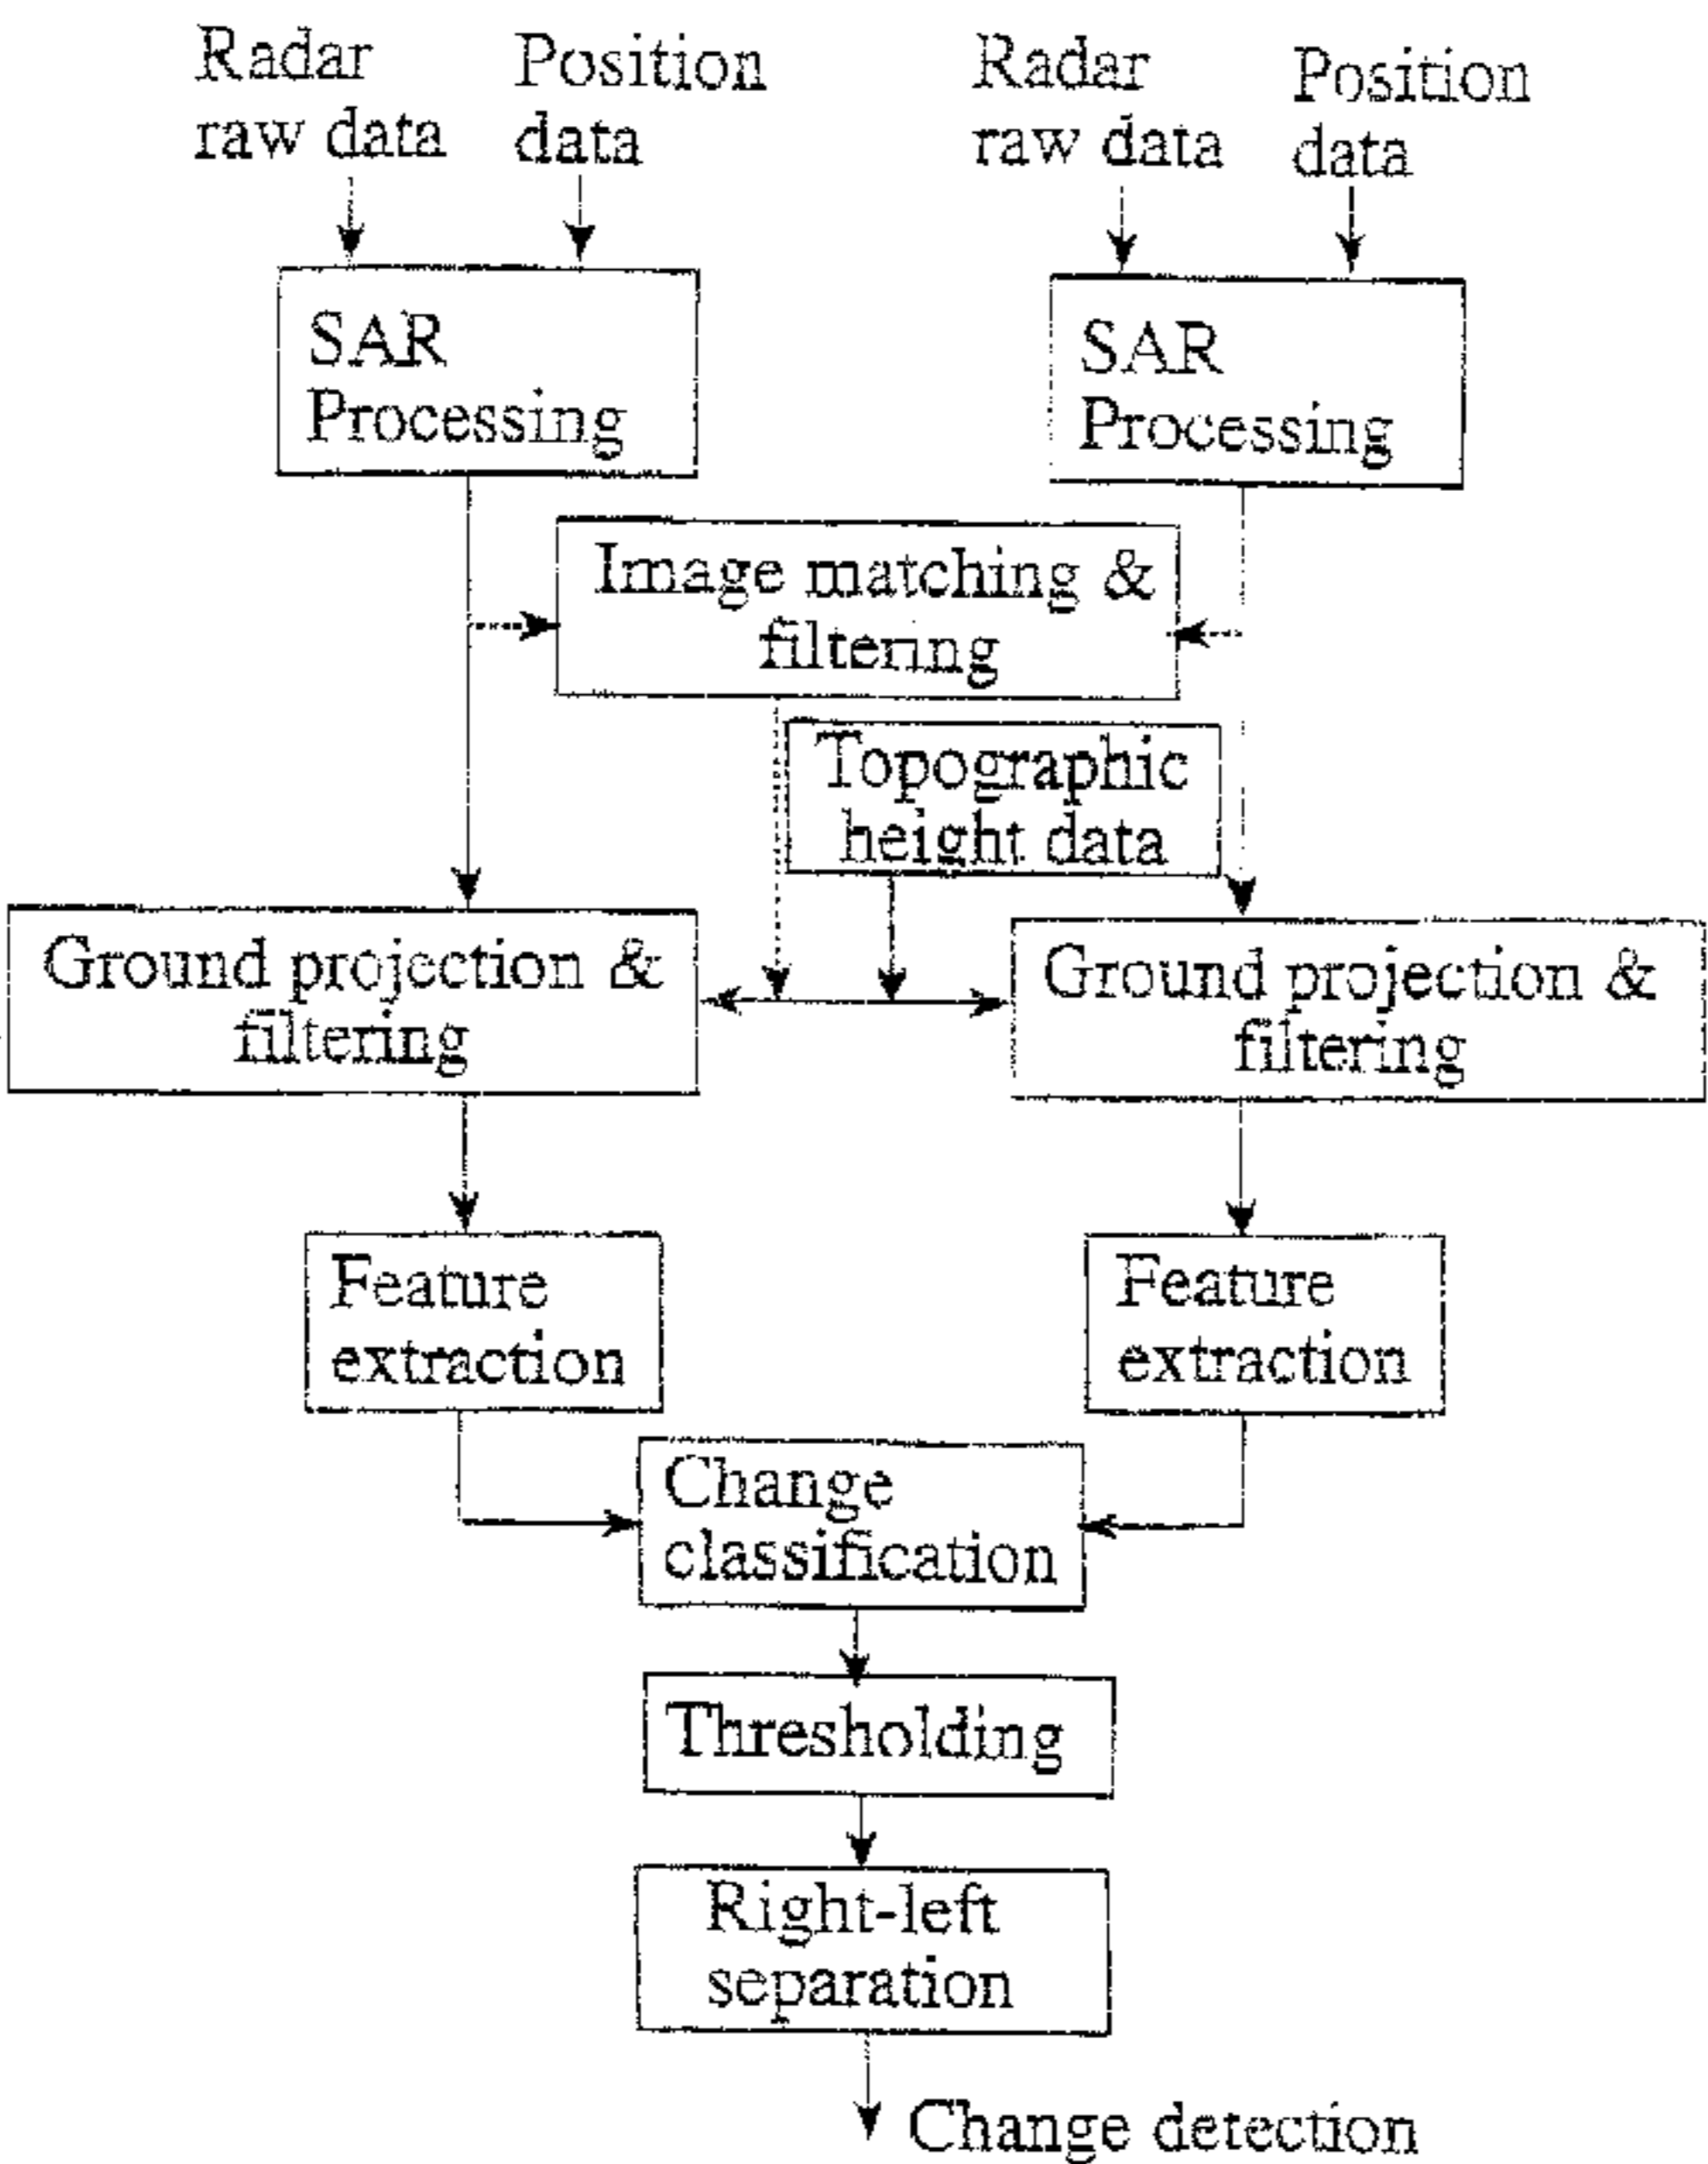 Radar
raw data
Position
data
Radar
raw data
Position
data
SAR
Processing
SAR
Processing
Image matching &
filtering
Topographic
height data
Ground projection &
filtering
Ground projection &
filtering
Feature
extraction
Feature
extraction
Change
classification
Thresholding
Right-left
separation
Change detection